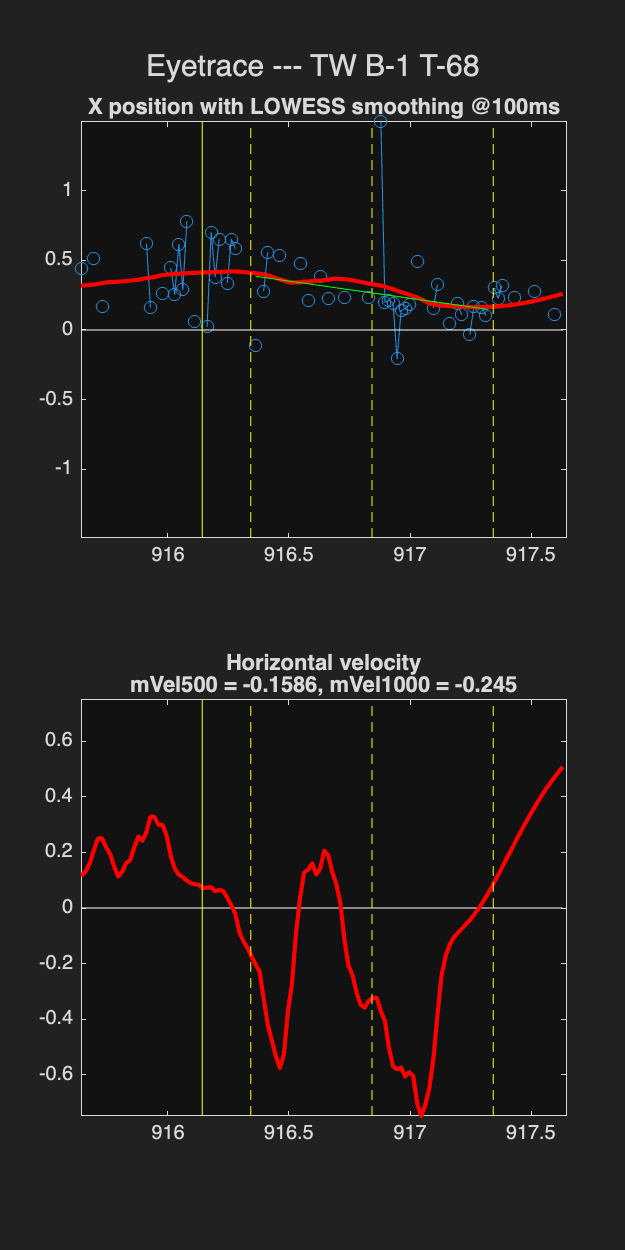 Eyetrace --- TW B-1 T-68
X position with LOWESS smoothing @100ms
1
0.5
0
-0.5
-1
916 916.5 917 917.5
Horizontal velocity
mVel500 = -0.1586, mVel1000 = -0.245
0.6
0.4
0.2
0
-0.2
-0.4
-0.6
916 916.5 917 917.5